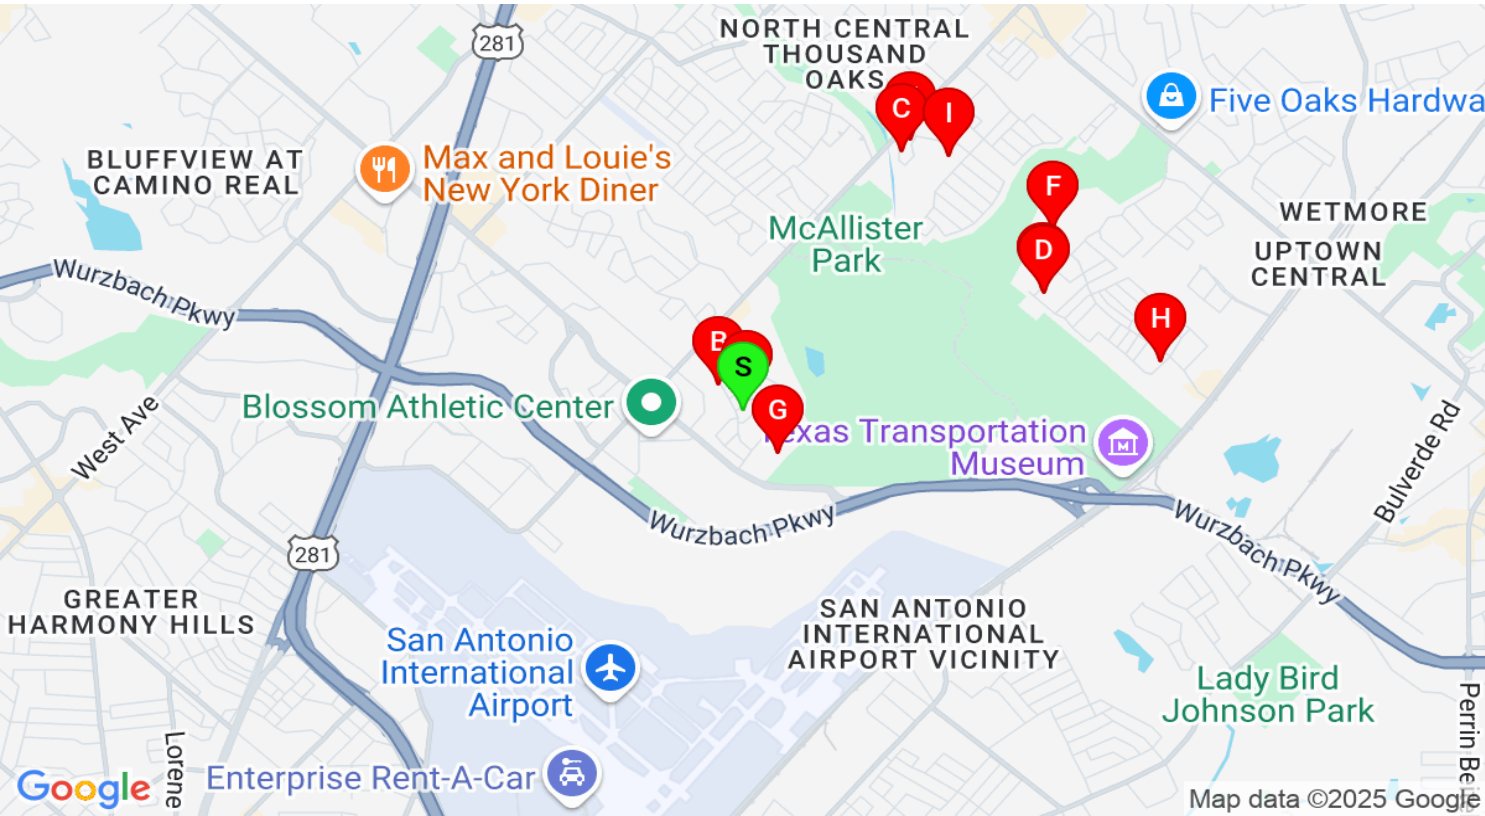 281
NORTH CENTRAL
THOUSAND
OAKS
C
I
Five Oaks Hardwa
BLUFFVIEW AT
CAMINO REAL
Max and Louie's
New York Diner
F
WETMORE
McAllister
Park
D
UPTOWN
CENTRAL
Wurzbach Pkwy
H
B
S
G
Blossom Athletic Center
West Ave
Texas Transportation
Museum
Bulverde Rd
Wurzbach Pkwy
Wurzbach Pkwy
281
GREATER
HARMONY HILLS
SAN ANTONIO
INTERNATIONAL
AIRPORT VICINITY
San Antonio
International
Airport
Lady Bird
Johnson Park
Lorene
Enterprise Rent-A-Car
Perrin Bei
Google
Map data ©2025 Google